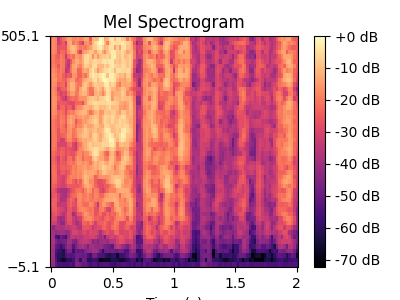 Mel Spectrogram
505.1
−5.1
0
0.5
1
1.5
2
+0 dB
-10 dB
-20 dB
-30 dB
-40 dB
-50 dB
-60 dB
-70 dB